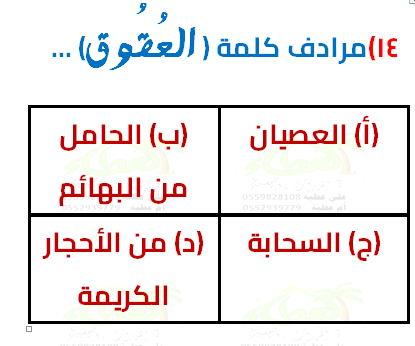 ١٤)مرادف كلمة (العُقُوق) ...
(أ) العصيان
(ب) الحامل
من البهائم
(ج) السحابة
(د) من الأحجار
الكريمة